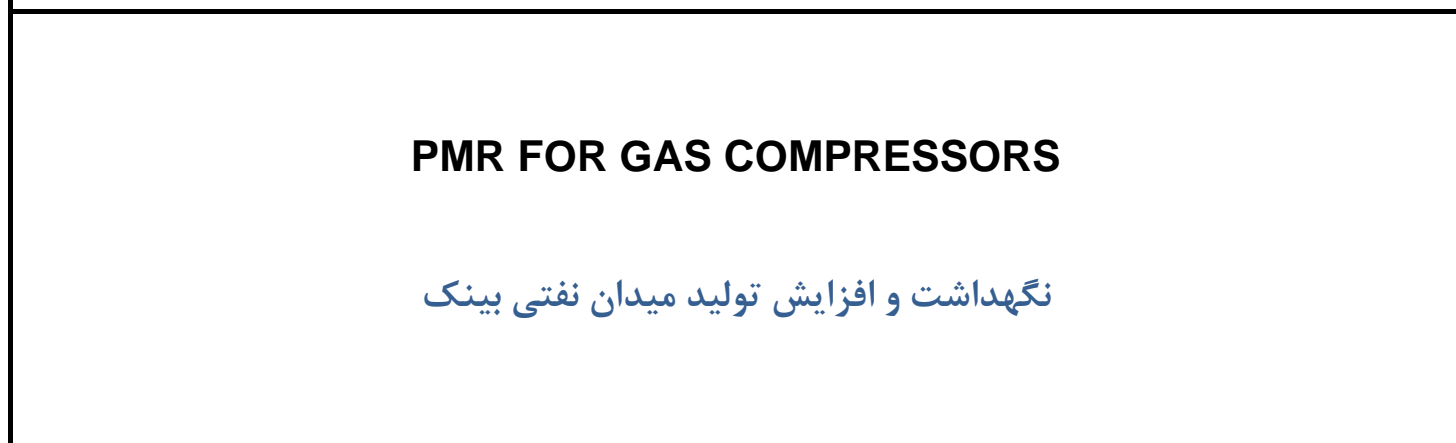 PMR FOR GAS COMPRESSORS
نگهداشت و افزایش تولید میدان نفتی بینک